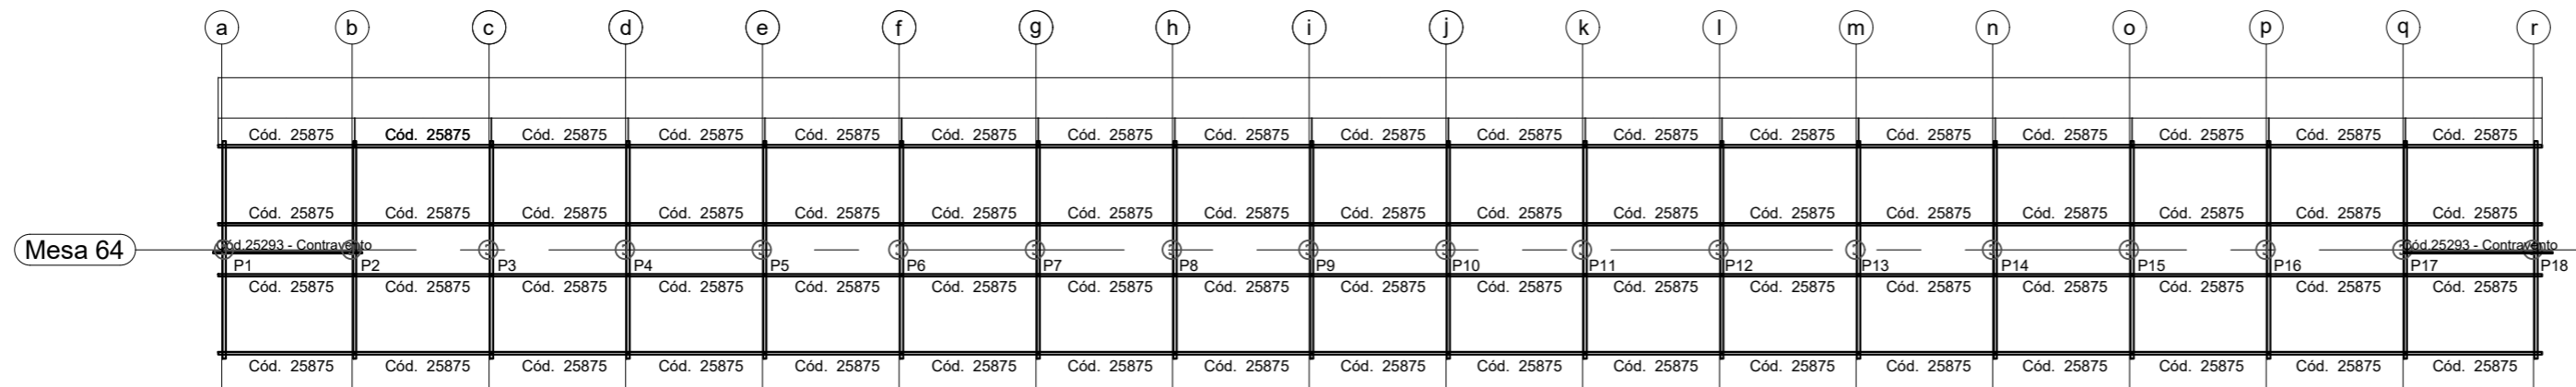 a b c d e f g h i j k l m n o p q r
Cód. 25875 Cód. 25875 Cód. 25875 Cód. 25875 Cód. 25875 Cód. 25875 Cód. 25875 Cód. 25875 Cód. 25875 Cód. 25875 Cód. 25875 Cód. 25875 Cód. 25875 Cód. 25875 Cód. 25875 Cód. 25875 Cód. 25875
Cód. 25875 Cód. 25875 Cód. 25875 Cód. 25875 Cód. 25875 Cód. 25875 Cód. 25875 Cód. 25875 Cód. 25875 Cód. 25875 Cód. 25875 Cód. 25875 Cód. 25875 Cód. 25875 Cód. 25875 Cód. 25875 Cód. 25875
Mesa 64 Cód.25293 - Contravento Cód.25293 - Contravento
P1 P2 P3 P4 P5 P6 P7 P8 P9 P10 P11 P12 P13 P14 P15 P16 P17 P18
Cód. 25875 Cód. 25875 Cód. 25875 Cód. 25875 Cód. 25875 Cód. 25875 Cód. 25875 Cód. 25875 Cód. 25875 Cód. 25875 Cód. 25875 Cód. 25875 Cód. 25875 Cód. 25875 Cód. 25875 Cód. 25875 Cód. 25875
Cód. 25875 Cód. 25875 Cód. 25875 Cód. 25875 Cód. 25875 Cód. 25875 Cód. 25875 Cód. 25875 Cód. 25875 Cód. 25875 Cód. 25875 Cód. 25875 Cód. 25875 Cód. 25875 Cód. 25875 Cód. 25875 Cód. 25875